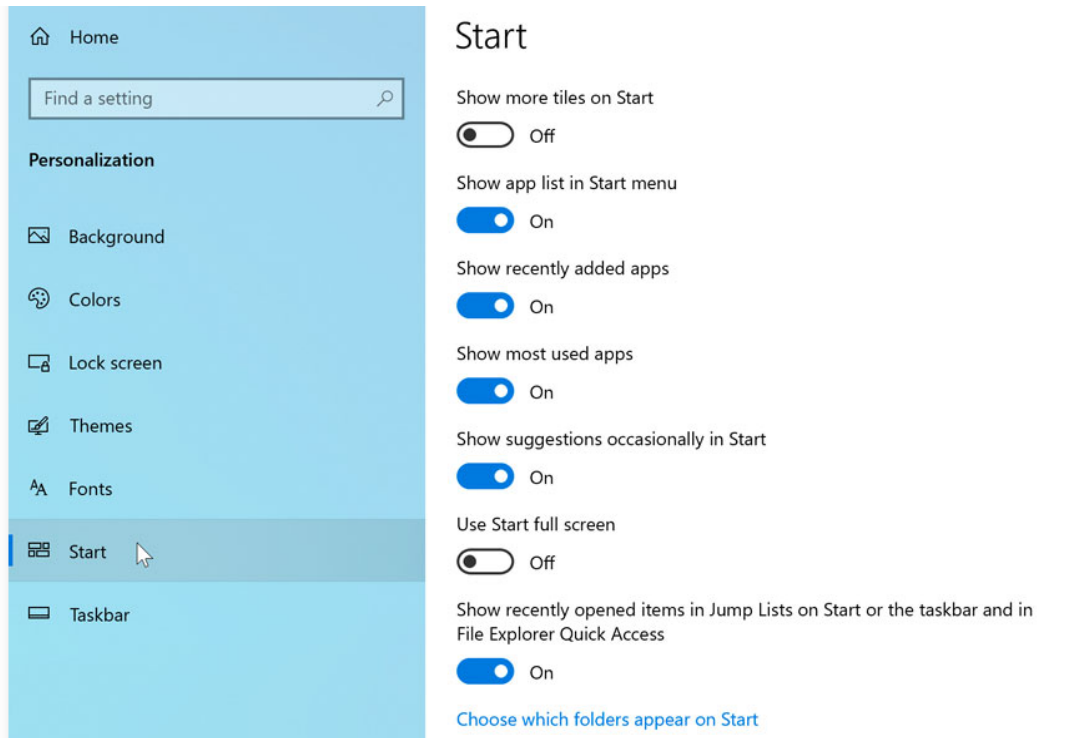 Home
Find a setting
Personalization
Background
Colors
Lock screen
Themes
Fonts
Start
Taskbar
Start
Show more tiles on Start
Off
Show app list in Start menu
On
Show recently added apps
On
Show most used apps
On
Show suggestions occasionally in Start
On
Use Start full screen
Off
Show recently opened items in Jump Lists on Start or the taskbar and in
File Explorer Quick Access
On
Choose which folders appear on Start